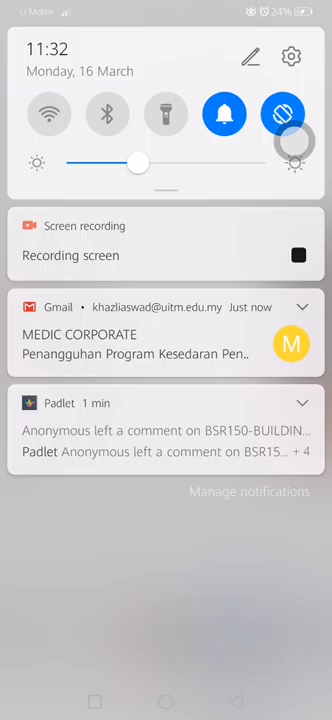 U Mobile 24%
11:32
Monday, 16 March
Screen recording
Recording screen
Gmail • khazliaswad@uitm.edu.my Just now
MEDIC CORPORATE
Penangguhan Program Kesedaran Pen..
M
Padlet 1 min
Anonymous left a comment on BSR150-BUILDIN...
Padlet Anonymous left a comment on BSR15... + 4
Manage notifications